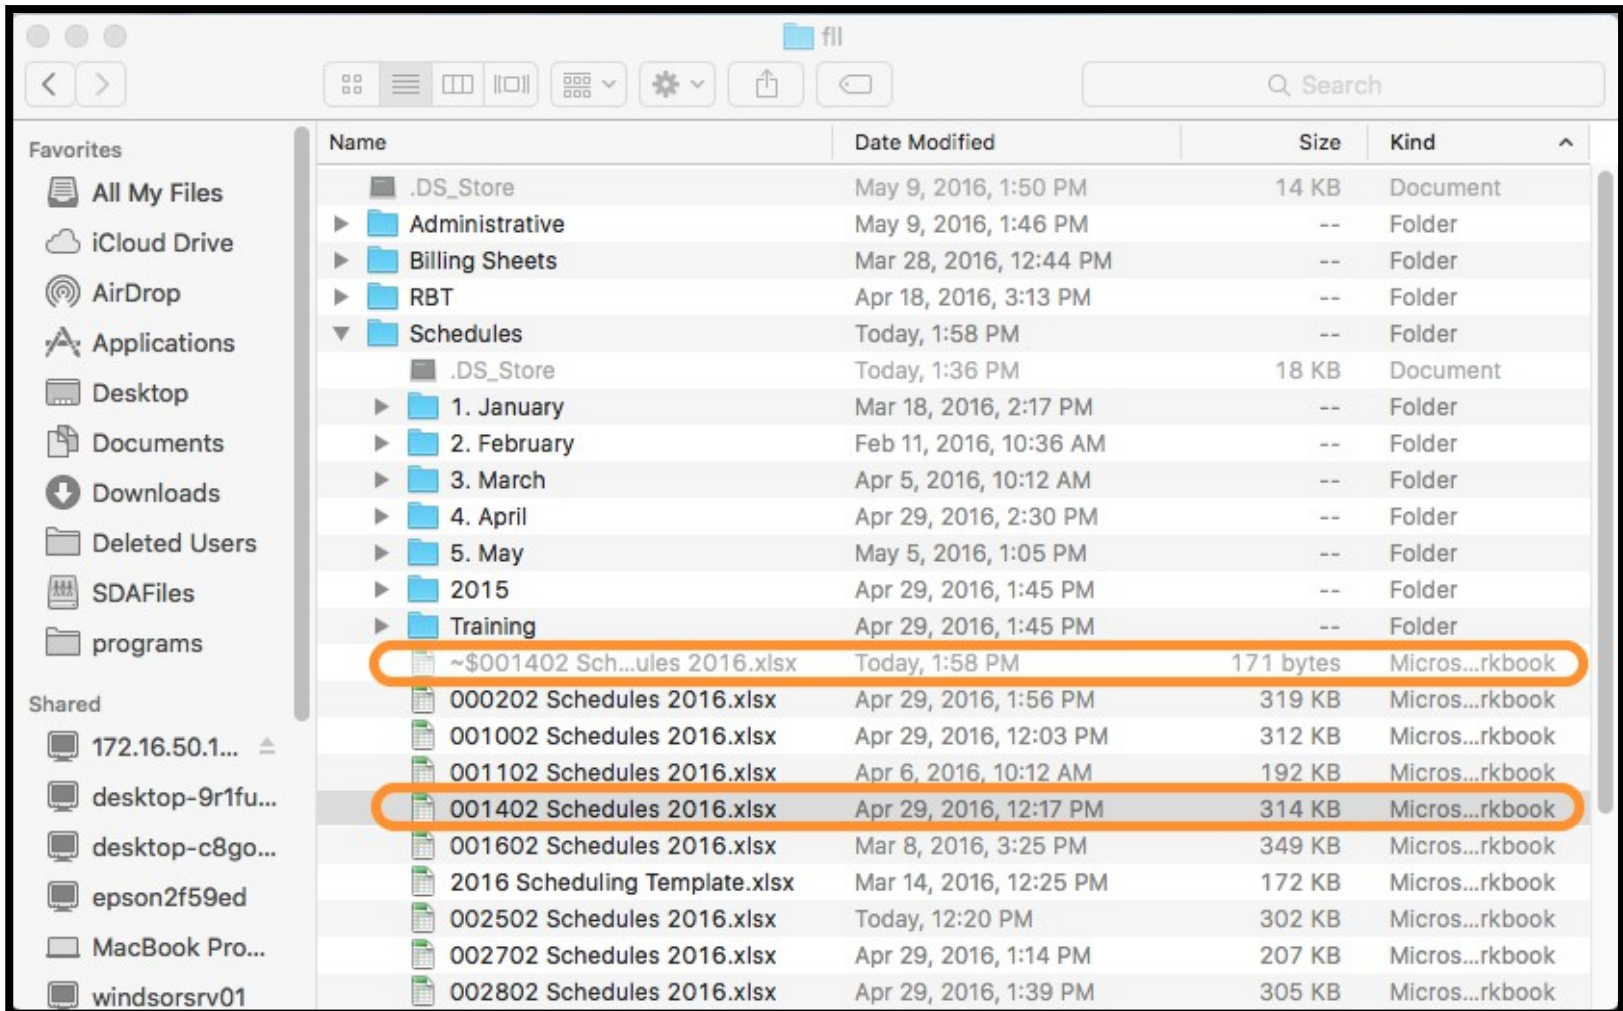 fll
Search
Favorites
All My Files
iCloud Drive
AirDrop
Applications
Desktop
Documents
Downloads
Deleted Users
SDAFiles
programs
Shared
172.16.50.1...
desktop-9r1fu...
desktop-c8go...
epson2f59ed
MacBook Pro...
windsorsrv01
Name Date Modified Size Kind
.DS_Store May 9, 2016, 1:50 PM 14 KB Document
Administrative May 9, 2016, 1:46 PM -- Folder
Billing Sheets Mar 28, 2016, 12:44 PM -- Folder
RBT Apr 18, 2016, 3:13 PM -- Folder
Schedules Today, 1:58 PM -- Folder
.DS_Store Today, 1:36 PM 18 KB Document
1. January Mar 18, 2016, 2:17 PM -- Folder
2. February Feb 11, 2016, 10:36 AM -- Folder
3. March Apr 5, 2016, 10:12 AM -- Folder
4. April Apr 29, 2016, 2:30 PM -- Folder
5. May May 5, 2016, 1:05 PM -- Folder
2015 Apr 29, 2016, 1:45 PM -- Folder
Training Apr 29, 2016, 1:45 PM -- Folder
~$001402 Sch...ules 2016.xlsx Today, 1:58 PM 171 bytes Micros...rkbook
000202 Schedules 2016.xlsx Apr 29, 2016, 1:56 PM 319 KB Micros...rkbook
001002 Schedules 2016.xlsx Apr 29, 2016, 12:03 PM 312 KB Micros...rkbook
001102 Schedules 2016.xlsx Apr 6, 2016, 10:12 AM 192 KB Micros...rkbook
001402 Schedules 2016.xlsx Apr 29, 2016, 12:17 PM 314 KB Micros...rkbook
001602 Schedules 2016.xlsx Mar 8, 2016, 3:25 PM 349 KB Micros...rkbook
2016 Scheduling Template.xlsx Mar 14, 2016, 12:25 PM 172 KB Micros...rkbook
002502 Schedules 2016.xlsx Today, 12:20 PM 302 KB Micros...rkbook
002702 Schedules 2016.xlsx Apr 29, 2016, 1:14 PM 207 KB Micros...rkbook
002802 Schedules 2016.xlsx Apr 29, 2016, 1:39 PM 305 KB Micros...rkbook